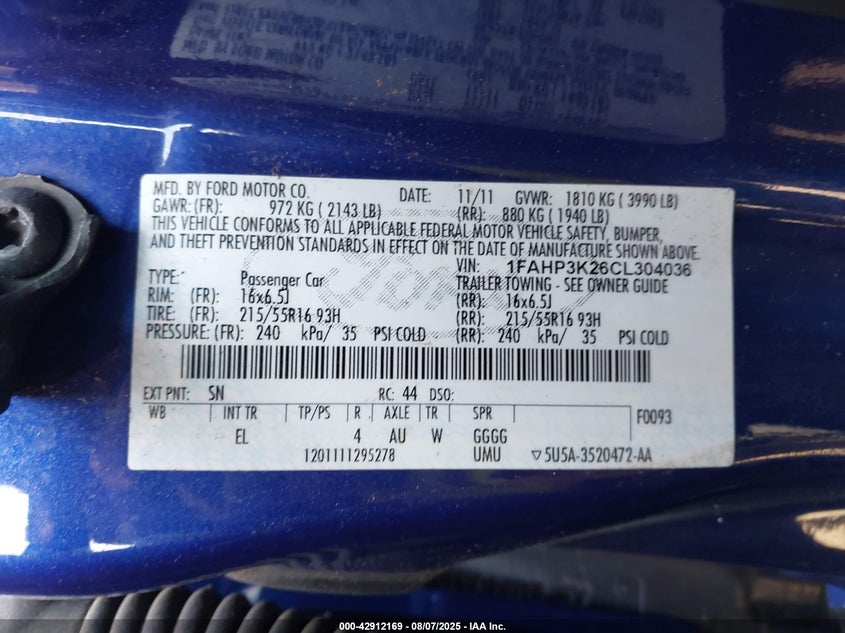 MFD. BY FORD MOTOR CO. DATE: 11/11 GVWR: 1810 KG ( 3990 LB)
GAWR: (FR): 972 KG ( 2143 LB) (RR): 880 KG ( 1940 LB)
THIS VEHICLE CONFORMS TO ALL APPLICABLE FEDERAL MOTOR VEHICLE SAFETY, BUMPER,
AND THEFT PREVENTION STANDARDS IN EFFECT ON THE DATE OF MANUFACTURE SHOWN ABOVE.
VIN: 1FAHP3K26CL304036
TYPE: Passenger Car TRAILER TOWING - SEE OWNER GUIDE
RIM: (FR): 16x6.5J (RR): 16x6.5J
TIRE: (FR): 215/55R16 93H (RR): 215/55R16 93H
PRESSURE: (FR): 240 kPa/ 35 PSI COLD (RR): 240 kPa/ 35 PSI COLD
EXT PNT: SN RC: 44 DSO:
WB INT TR TP/PS R AXLE TR SPR F0093
EL 4 AU W GGGG
1201111295278 UMU ▽5U5A-3520472-AA
000-42912169 - 08/07/2025 - IAA Inc.